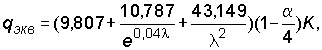 q_экв = (9,807 + 10,787/e^{0,04λ} + 43,149/λ²)(1 − α/4)K,